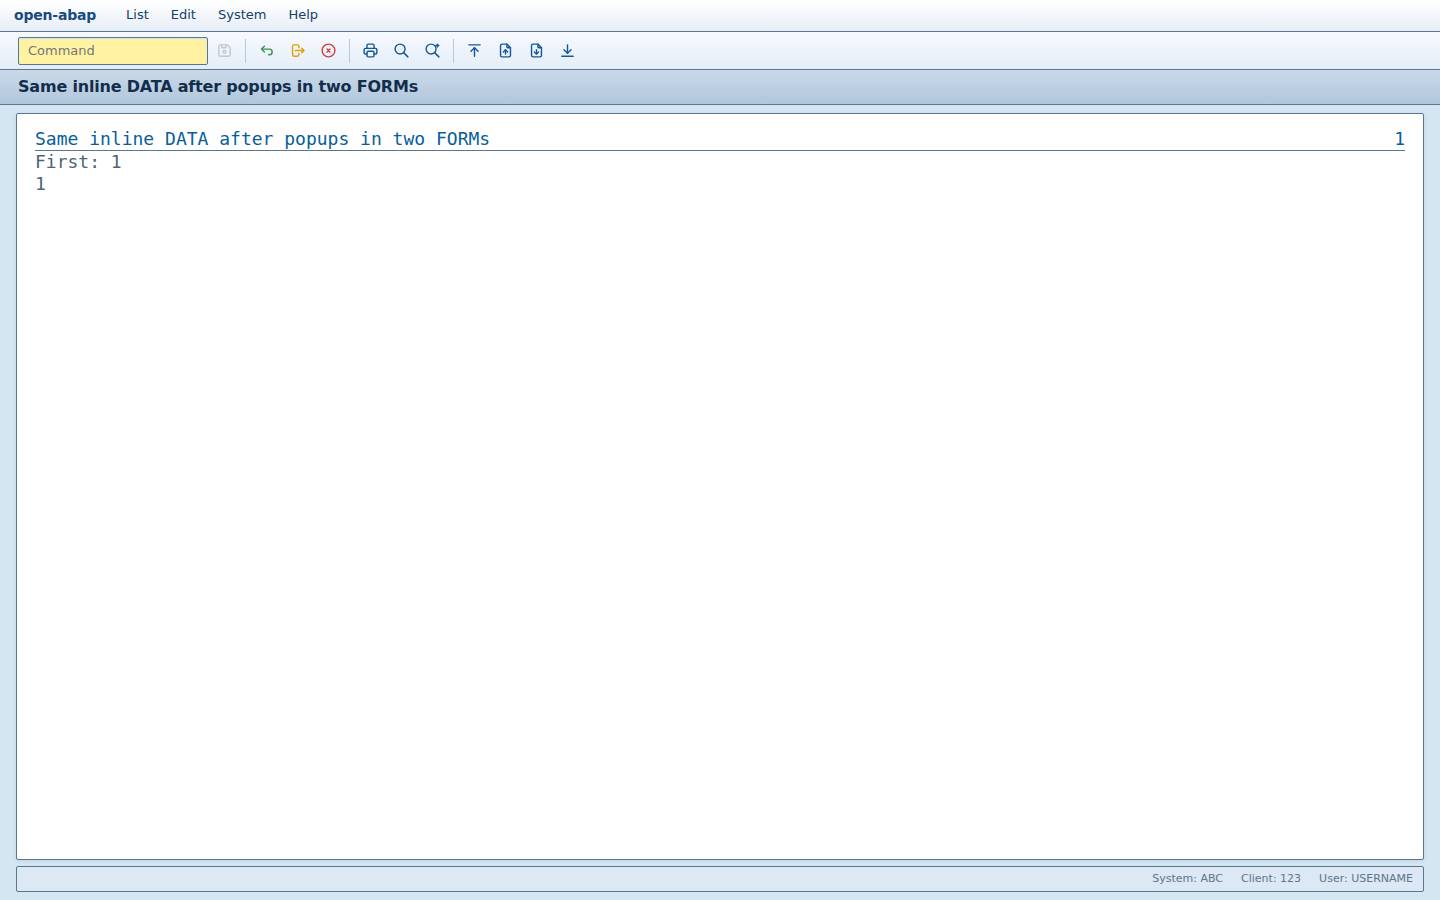 open-abap List Edit System Help
Command
Same inline DATA after popups in two FORMs
Same inline DATA after popups in two FORMs 1
First: 1
1
System: ABC Client: 123 User: USERNAME